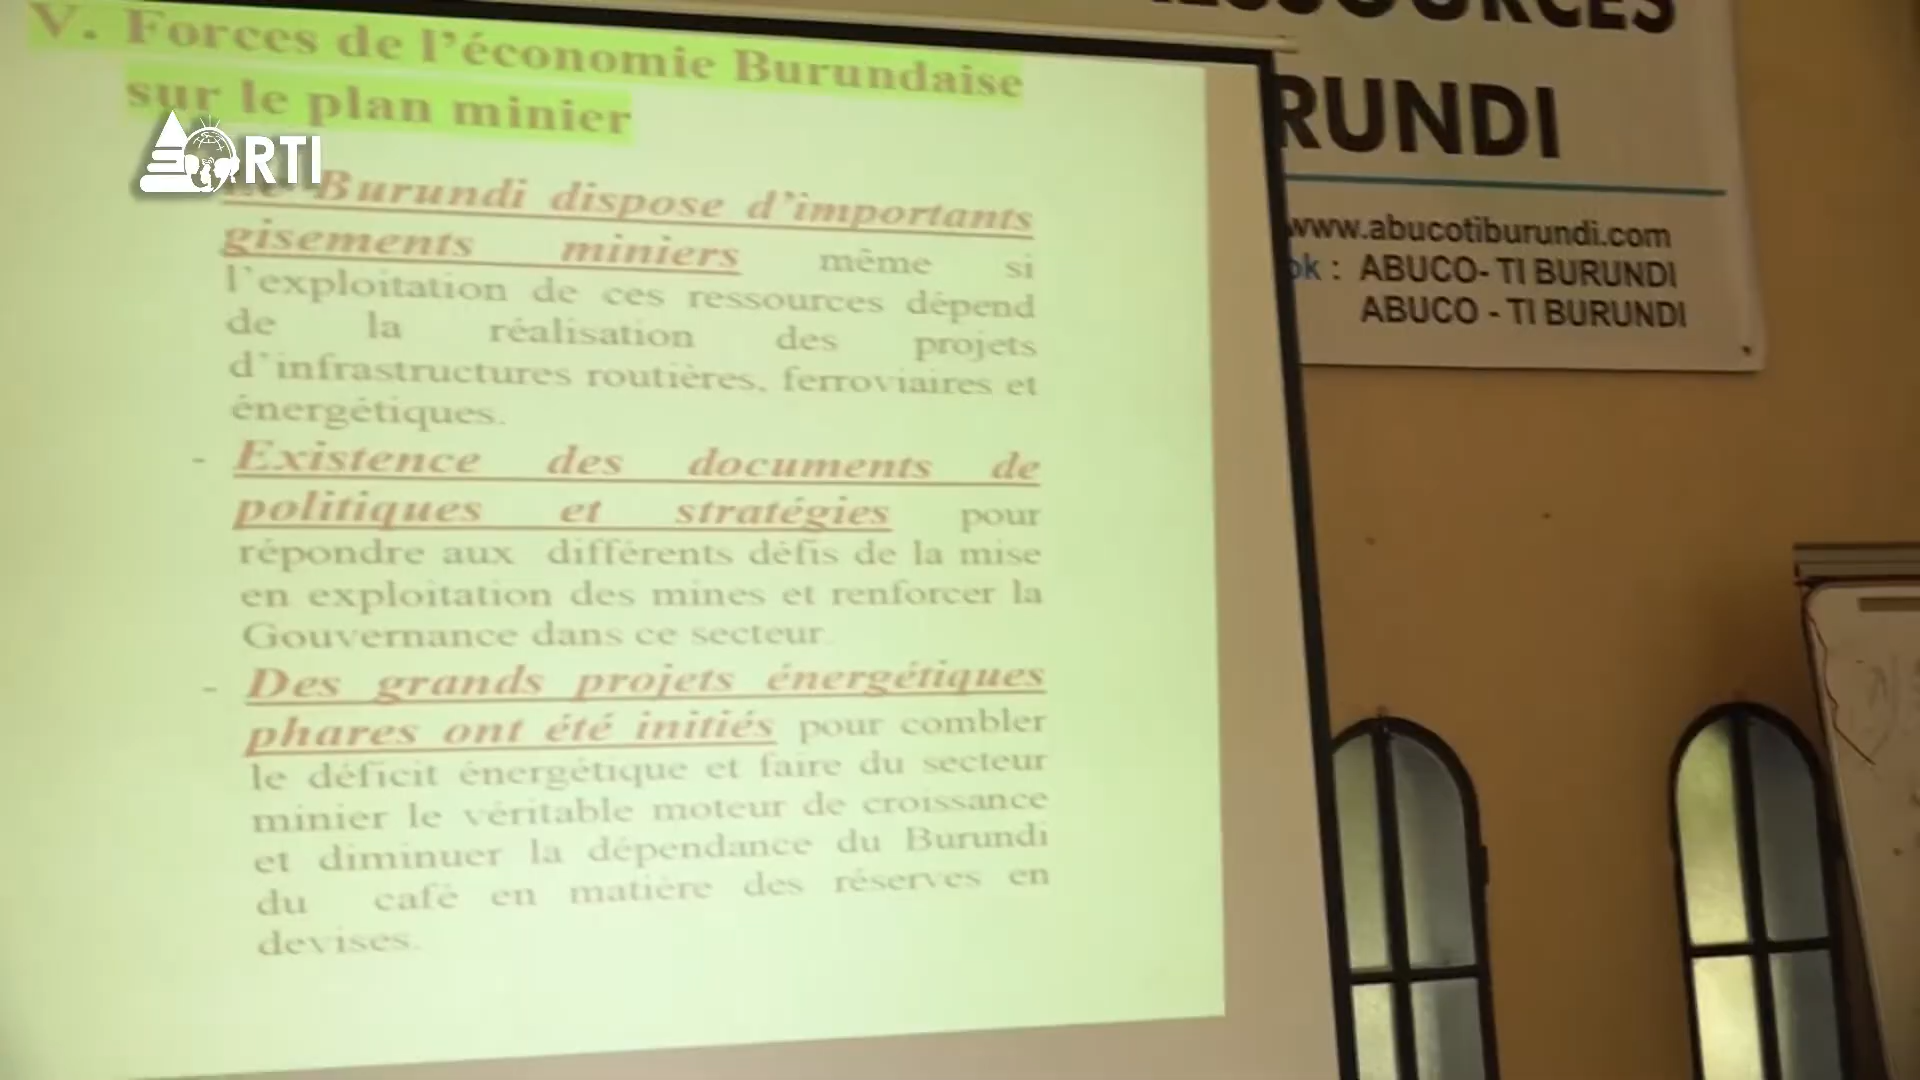 V. Forces de l'économie Burundaise
sur le plan minier
RTI
Le Burundi dispose d'importants
gisements miniers même si
l'exploitation de ces ressources dépend
de la réalisation des projets
d'infrastructures routières, ferroviaires et
énergétiques.
- Existence des documents de
politiques et stratégies pour
répondre aux différents défis de la mise
en exploitation des mines et renforcer la
Gouvernance dans ce secteur.
- Des grands projets énergétiques
phares ont été initiés pour combler
le déficit énergétique et faire du secteur
minier le véritable moteur de croissance
et diminuer la dépendance du Burundi
du café en matière des réserves en
devises.
RESSOURCES
RUNDI
www.abucotiburundi.com
ok : ABUCO- TI BURUNDI
ABUCO - TI BURUNDI